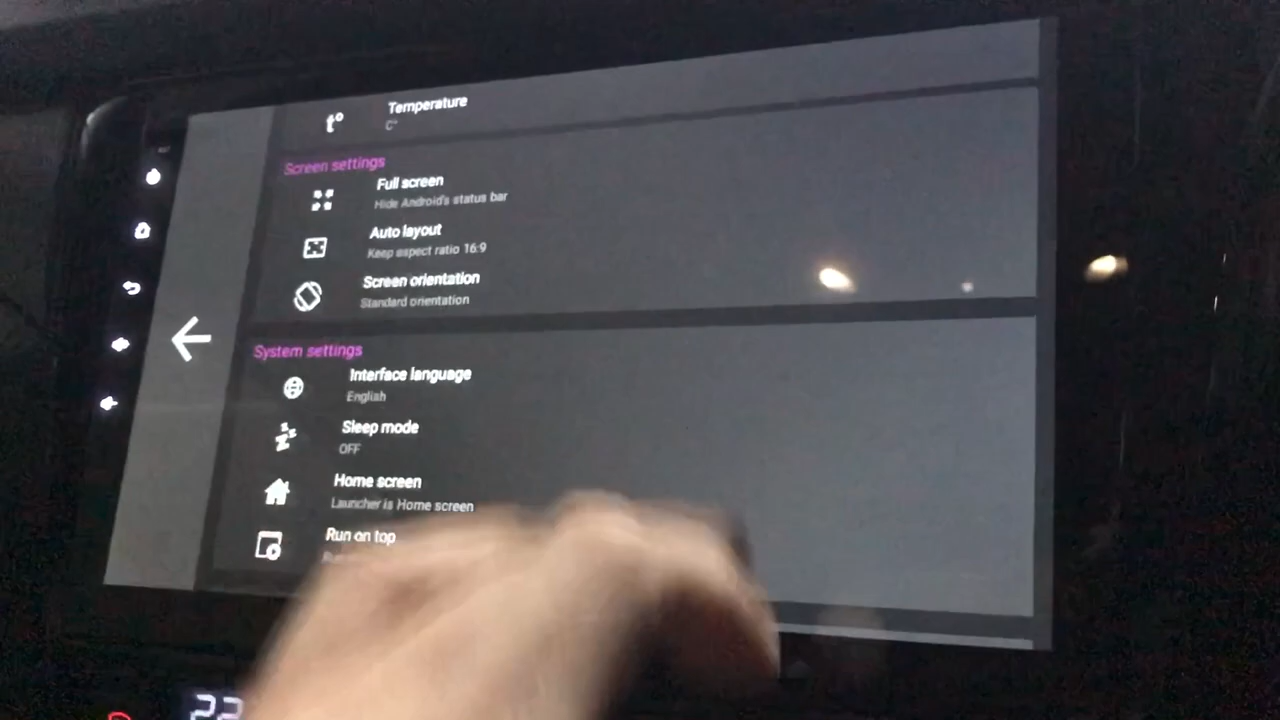 Temperature
C°
Screen settings
Full screen
Hide Android's status bar
Auto layout
Keep aspect ratio 16:9
Screen orientation
Standard orientation
System settings
Interface language
English
Sleep mode
OFF
Home screen
Launcher is Home screen
Run on top
22